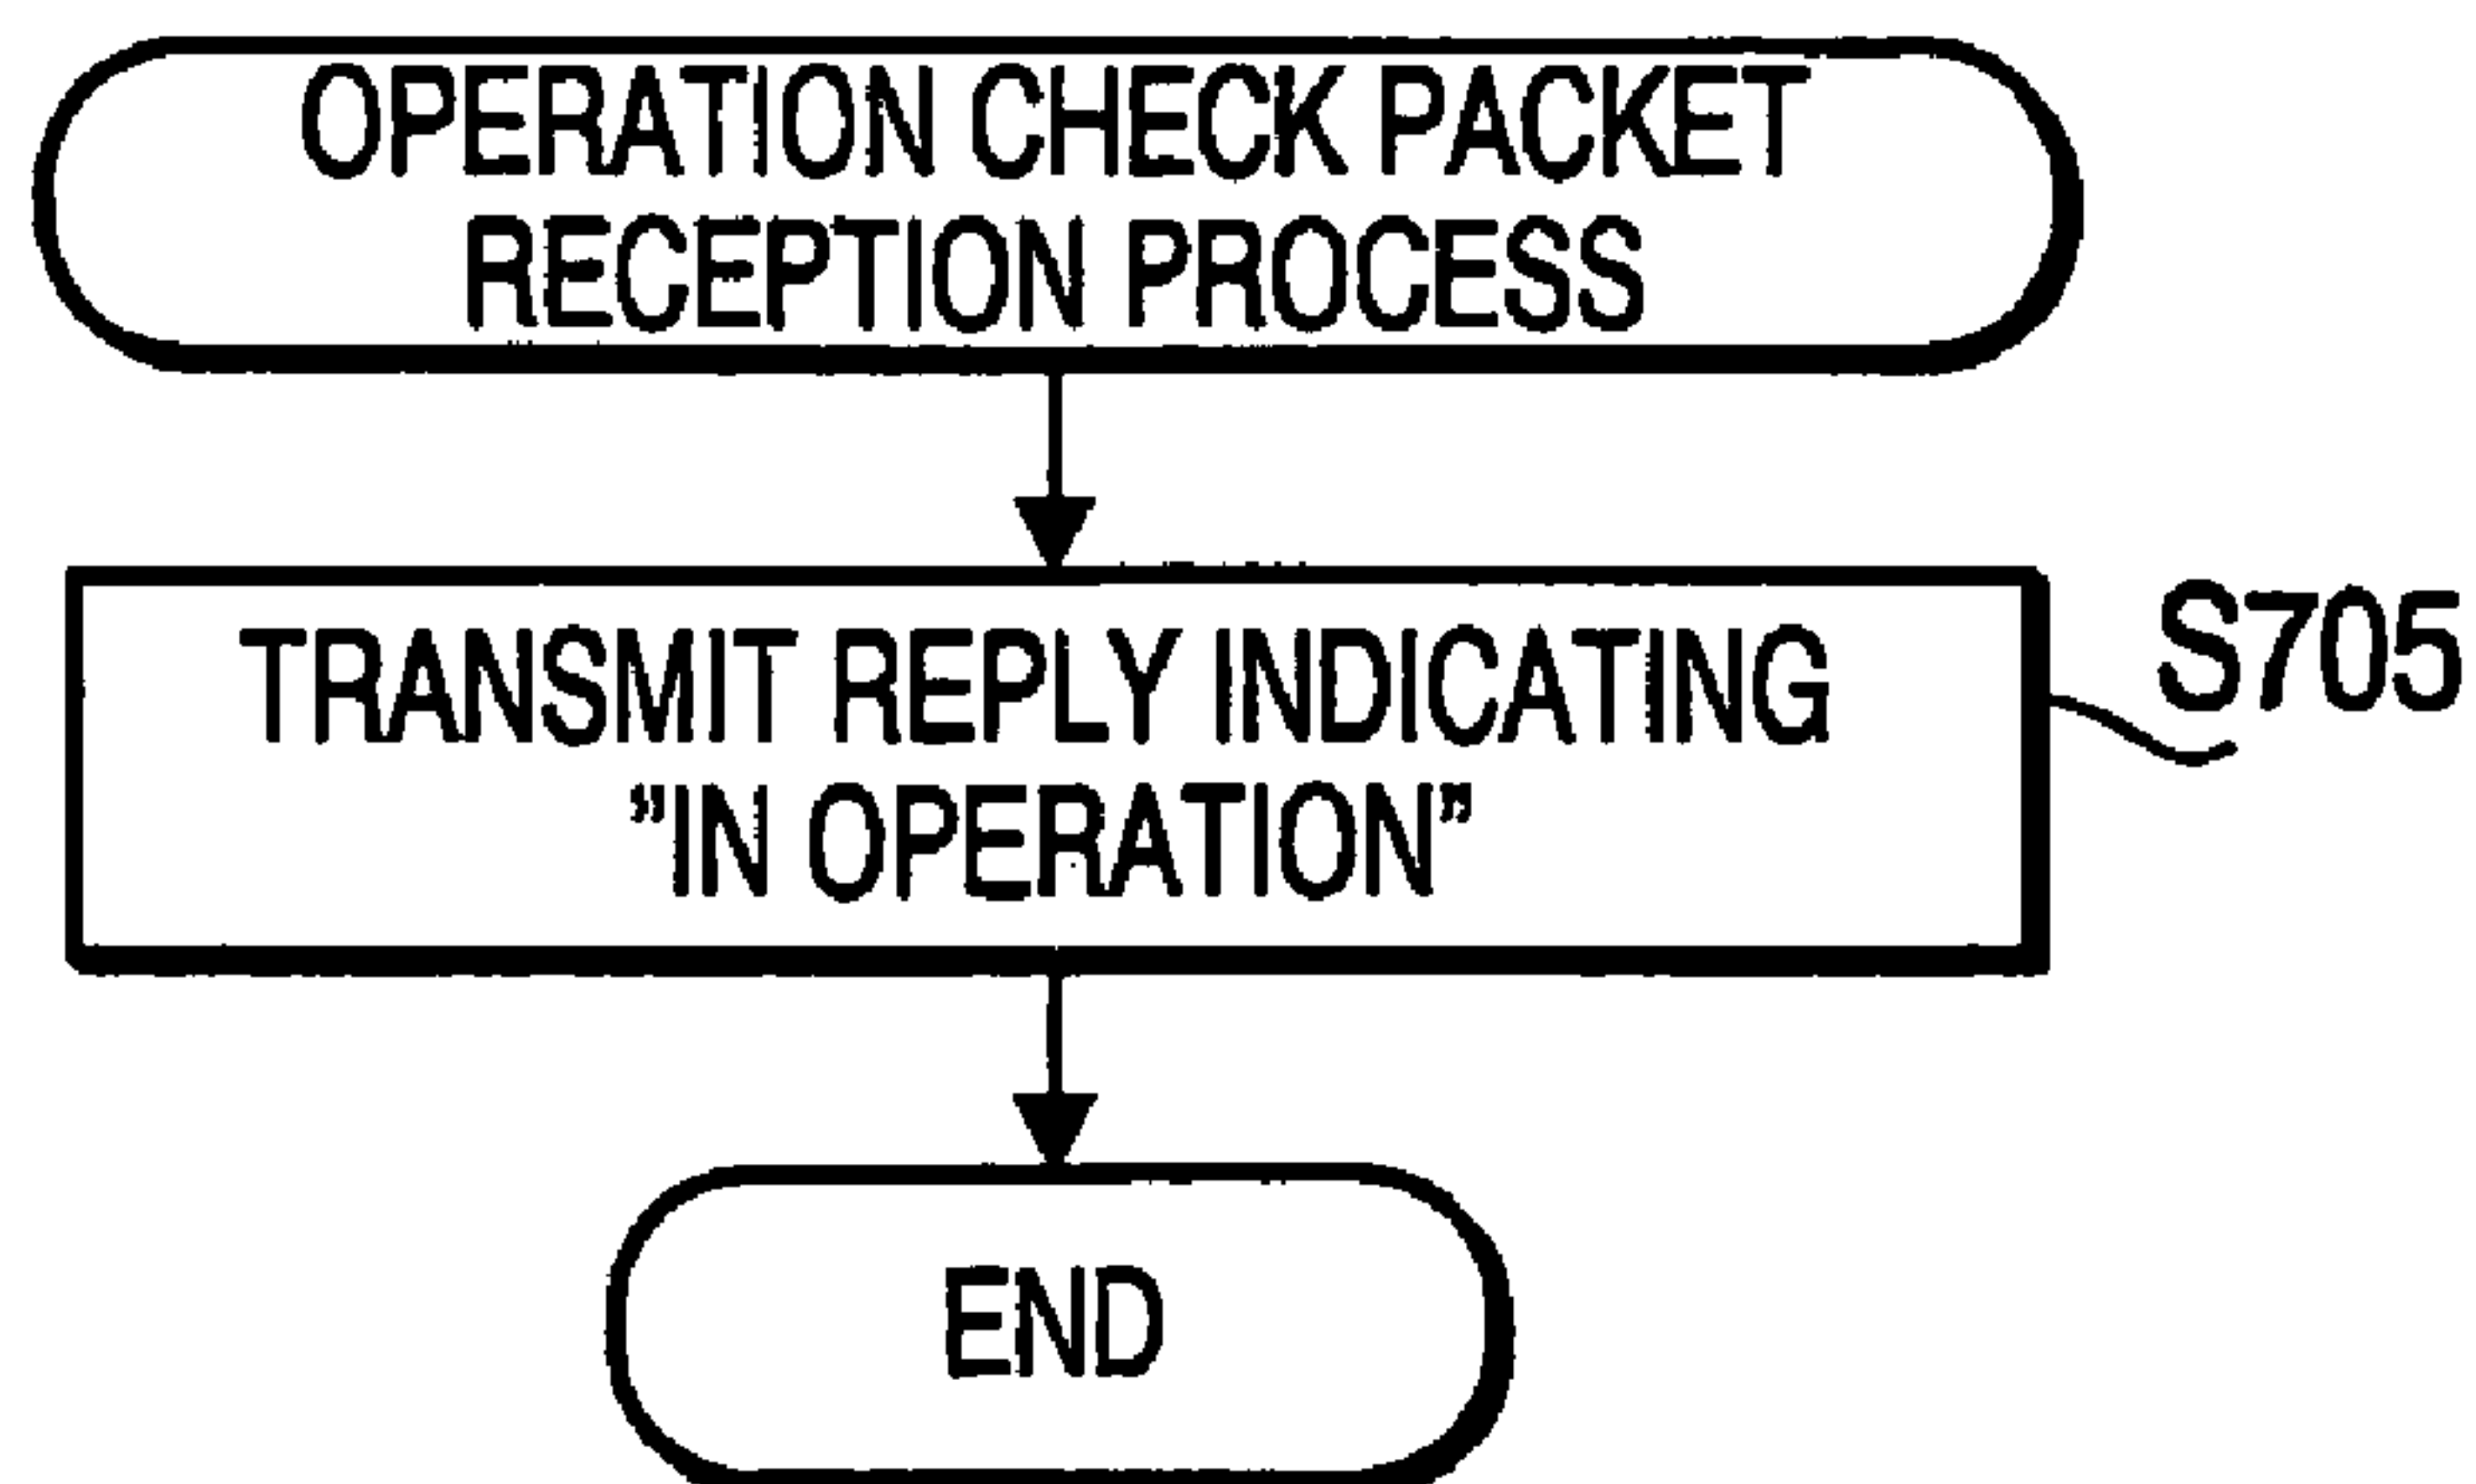 OPERATION CHECK PACKET
RECEPTION PROCESS
TRANSMIT REPLY INDICATING
”IN OPERATION”
S705
END